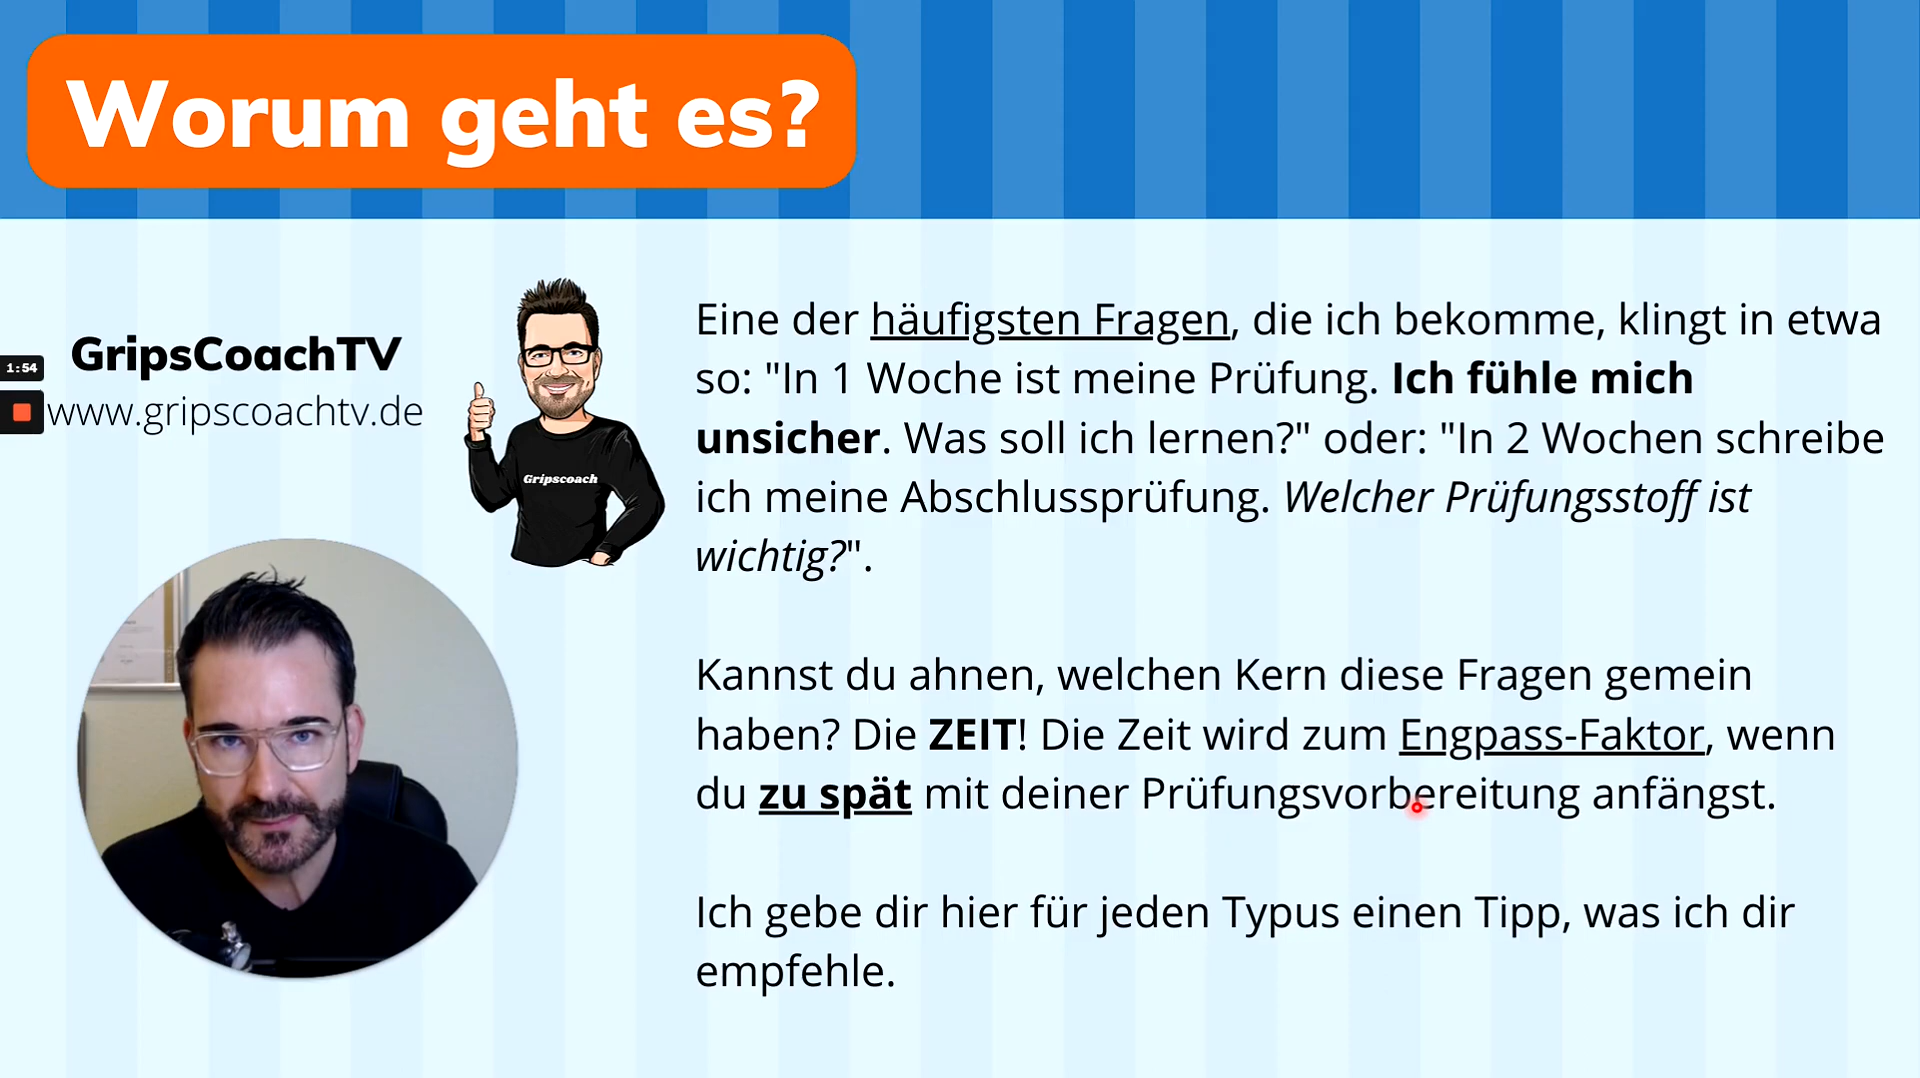 Worum geht es?
GripsCoachTV
1:54
www.gripscoachtv.de
Gripscoach
Eine der häufigsten Fragen, die ich bekomme, klingt in etwa
so: "In 1 Woche ist meine Prüfung. Ich fühle mich
unsicher. Was soll ich lernen?" oder: "In 2 Wochen schreibe
ich meine Abschlussprüfung. Welcher Prüfungsstoff ist
wichtig?".
Kannst du ahnen, welchen Kern diese Fragen gemein
haben? Die ZEIT! Die Zeit wird zum Engpass-Faktor, wenn
du zu spät mit deiner Prüfungsvorbereitung anfängst.
Ich gebe dir hier für jeden Typus einen Tipp, was ich dir
empfehle.